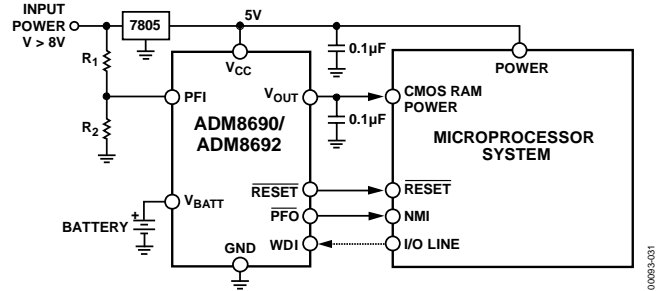 INPUT
POWER
V > 8V
7805
5V
R1
R2
VCC
0.1µF
POWER
PFI
VOUT
CMOS RAM
POWER
0.1µF
ADM8690/
ADM8692
MICROPROCESSOR
SYSTEM
VBATT
BATTERY
+
RESET
RESET
PFO
NMI
GND
WDI
I/O LINE
00093-031